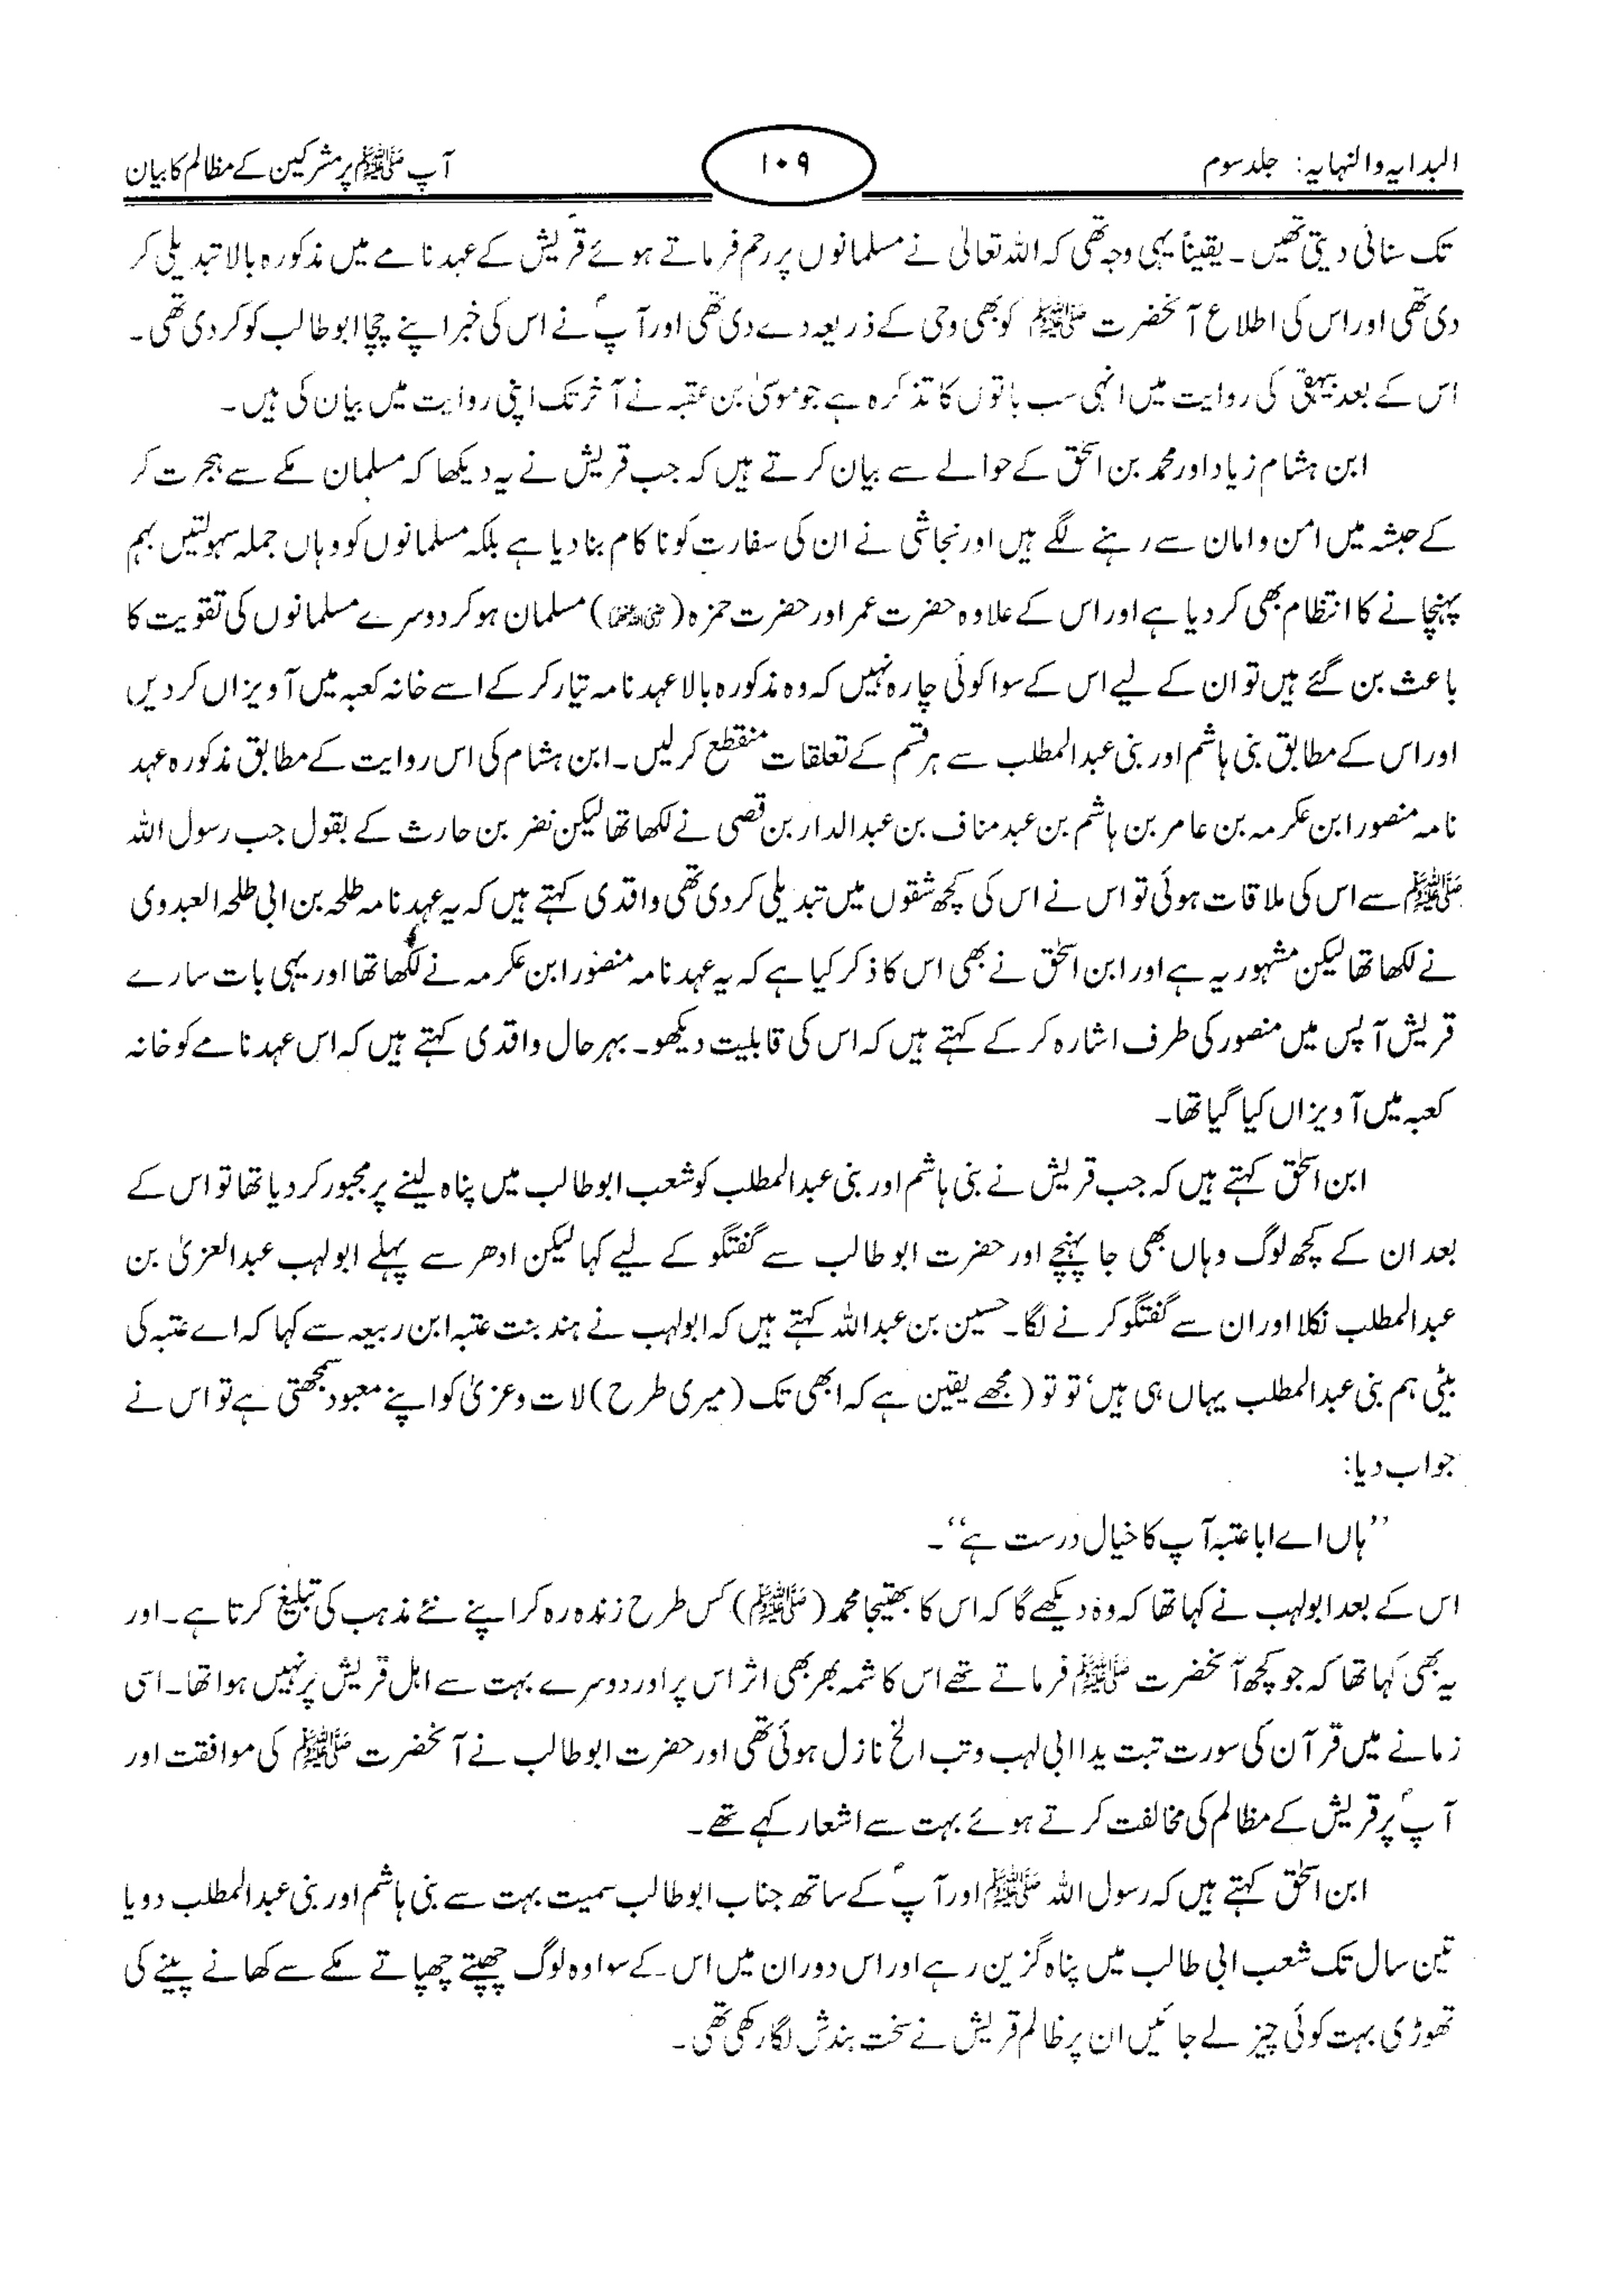 البدایہ والنہایہ: جلد سوم
۱۰۹
آپ ﷺ پر مشرکین کے مظالم کا بیان
تک سنائی دیتی تھیں۔ یقیناً یہی وجہ تھی کہ اللہ تعالیٰ نے مسلمانوں پر رحم فرماتے ہوئے قریش کے عہد نامے میں مذکورہ بالا تبدیلی کر
دی تھی اور اس کی اطلاع آنحضرت ﷺ کو بھی وحی کے ذریعہ دے دی تھی اور آپؐ نے اس کی خبر اپنے چچا ابو طالب کو کر دی تھی۔
اس کے بعد بیہقیؒ کی روایت میں انہی سب باتوں کا تذکرہ ہے جو موسیٰ بن عقبہ نے آخر تک اپنی روایت میں بیان کی ہیں۔
ابن ہشام زیاد اور محمد بن اسحٰق کے حوالے سے بیان کرتے ہیں کہ جب قریش نے یہ دیکھا کہ مسلمان مکے سے ہجرت کر
کے حبشہ میں امن و امان سے رہنے لگے ہیں اور نجاشی نے ان کی سفارت کو ناکام بنا دیا ہے بلکہ مسلمانوں کو وہاں جملہ سہولتیں بہم
پہنچانے کا انتظام بھی کر دیا ہے اور اس کے علاوہ حضرت عمر اور حضرت حمزہ (رضی اللہ عنہما) مسلمان ہو کر دوسرے مسلمانوں کی تقویت کا
باعث بن گئے ہیں تو ان کے لیے اس کے سوا کوئی چارہ نہیں کہ وہ مذکورہ بالا عہد نامہ تیار کر کے اسے خانہ کعبہ میں آویزاں کر دیں
اور اس کے مطابق بنی ہاشم اور بنی عبدالمطلب سے ہر قسم کے تعلقات منقطع کر لیں۔ ابن ہشام کی اس روایت کے مطابق مذکورہ عہد
نامہ منصور ابن عکرمہ بن عامر بن ہاشم بن عبد مناف بن عبدالدار بن قصی نے لکھا تھا لیکن نضر بن حارث کے بقول جب رسول اللہ
ﷺ سے اس کی ملاقات ہوئی تو اس نے اس کی کچھ شقوں میں تبدیلی کر دی تھی واقدی کہتے ہیں کہ یہ عہد نامہ طلحہ بن ابی طلحہ العبدوی
نے لکھا تھا لیکن مشہور یہ ہے اور ابن اسحٰق نے بھی اس کا ذکر کیا ہے کہ یہ عہد نامہ منصور ابن عکرمہ نے لکھا تھا اور یہی بات سارے
قریش آپس میں منصور کی طرف اشارہ کر کے کہتے ہیں کہ اس کی قابلیت دیکھو۔ بہر حال واقدی کہتے ہیں کہ اس عہد نامے کو خانہ
کعبہ میں آویزاں کیا گیا تھا۔
ابن اسحٰق کہتے ہیں کہ جب قریش نے بنی ہاشم اور بنی عبدالمطلب کو شعب ابو طالب میں پناہ لینے پر مجبور کر دیا تھا تو اس کے
بعد ان کے کچھ لوگ وہاں بھی جا پہنچے اور حضرت ابو طالب سے گفتگو کے لیے کہا لیکن ادھر سے پہلے ابولہب عبدالعزیٰ بن
عبدالمطلب نکلا اور ان سے گفتگو کرنے لگا۔ حسین بن عبداللہ کہتے ہیں کہ ابولہب نے ہند بنت عتبہ ابن ربیعہ سے کہا کہ اے عتبہ کی
بیٹی ہم بنی عبدالمطلب یہاں ہی ہیں‘ تو تو (مجھے یقین ہے کہ ابھی تک (میری طرح) لات و عزیٰ کو اپنے معبود سمجھتی ہے تو اس نے
جواب دیا:
’’ہاں اے ابا عتبہ آپ کا خیال درست ہے‘‘۔
اس کے بعد ابولہب نے کہا تھا کہ وہ دیکھے گا کہ اس کا بھتیجا محمد (ﷺ) کس طرح زندہ رہ کر اپنے نئے مذہب کی تبلیغ کرتا ہے۔ اور
یہ بھی کہا تھا کہ جو کچھ آنحضرت ﷺ فرماتے تھے اس کا شمہ بھر بھی اثر اس پر اور دوسرے بہت سے اہل قریش پر نہیں ہوا تھا۔ اسی
زمانے میں قرآن کی سورت تبت یدا ابی لہب وتب الخ نازل ہوئی تھی اور حضرت ابو طالب نے آنحضرت ﷺ کی موافقت اور
آپؐ پر قریش کے مظالم کی مخالفت کرتے ہوئے بہت سے اشعار کہے تھے۔
ابن اسحٰق کہتے ہیں کہ رسول اللہ ﷺ اور آپؐ کے ساتھ جناب ابو طالب سمیت بہت سے بنی ہاشم اور بنی عبدالمطلب دو یا
تین سال تک شعب ابی طالب میں پناہ گزین رہے اور اس دوران میں اس کے سوا وہ لوگ چھپتے چھپاتے مکے سے کھانے پینے کی
تھوڑی بہت کوئی چیز لے جائیں ان پر ظالم قریش نے سخت بندش لگا رکھی تھی۔